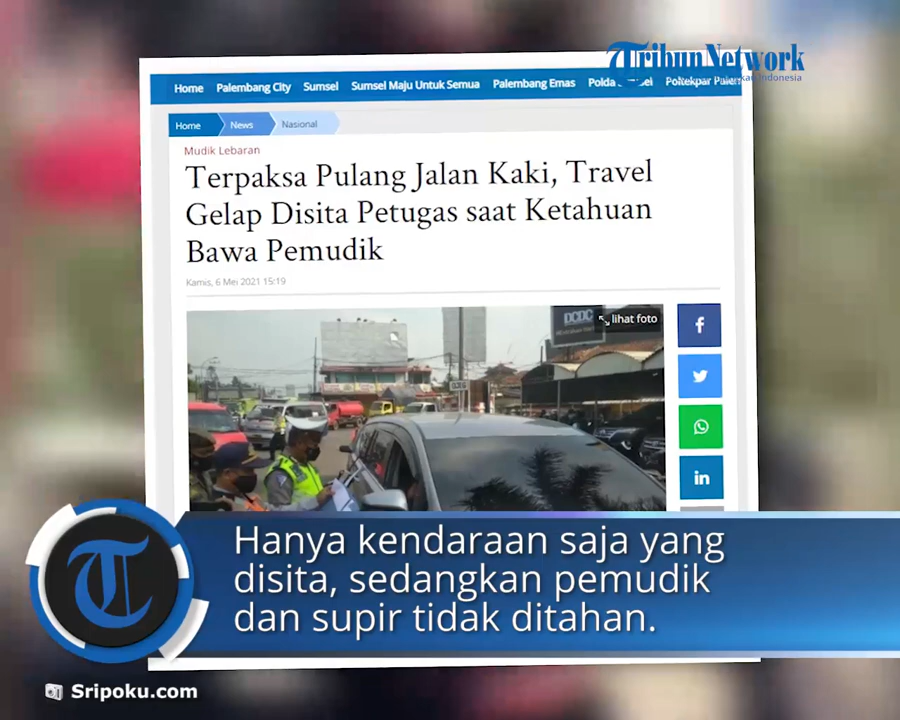 Tribun Network
Home Palembang City Sumsel Sumsel Maju Untuk Semua Palembang Emas Polda
Home News Nasional
Mudik Lebaran
Terpaksa Pulang Jalan Kaki, Travel
Gelap Disita Petugas saat Ketahuan
Bawa Pemudik
Kamis, 6 Mei 2021 15:19
DCDC
lihat foto
Hanya kendaraan saja yang
disita, sedangkan pemudik
dan supir tidak ditahan.
Sripoku.com